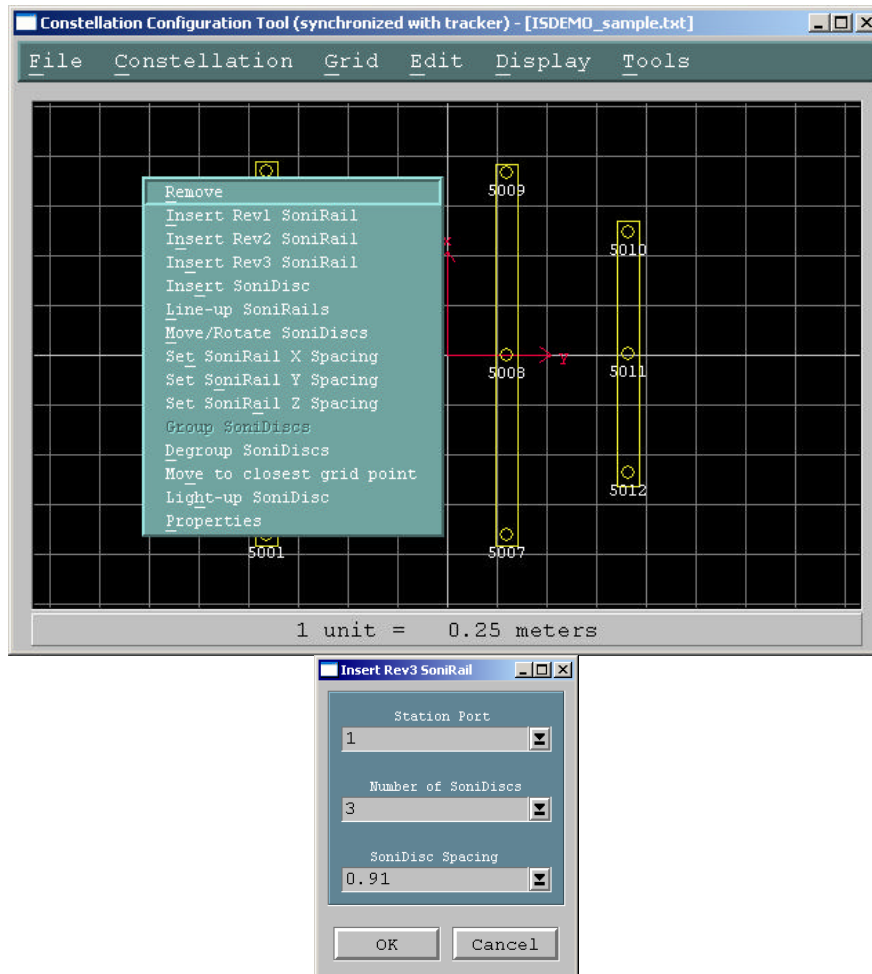 Constellation Configuration Tool (synchronized with tracker) - [ISDEMO_sample.txt]
File Constellation Grid Edit Display Tools
Remove
Insert Rev1 SoniRail
Insert Rev2 SoniRail
Insert Rev3 SoniRail
Insert SoniDisc
Line-up SoniRails
Move/Rotate SoniDiscs
Set SoniRail X Spacing
Set SoniRail Y Spacing
Set SoniRail Z Spacing
Group SoniDiscs
Degroup SoniDiscs
Move to closest grid point
Light-up SoniDisc
Properties
5001
x
Y
5009
5008
5007
5010
5011
5012
1 unit = 0.25 meters
Insert Rev3 SoniRail
Station Port
1
Number of SoniDiscs
3
SoniDisc Spacing
0.91
OK Cancel